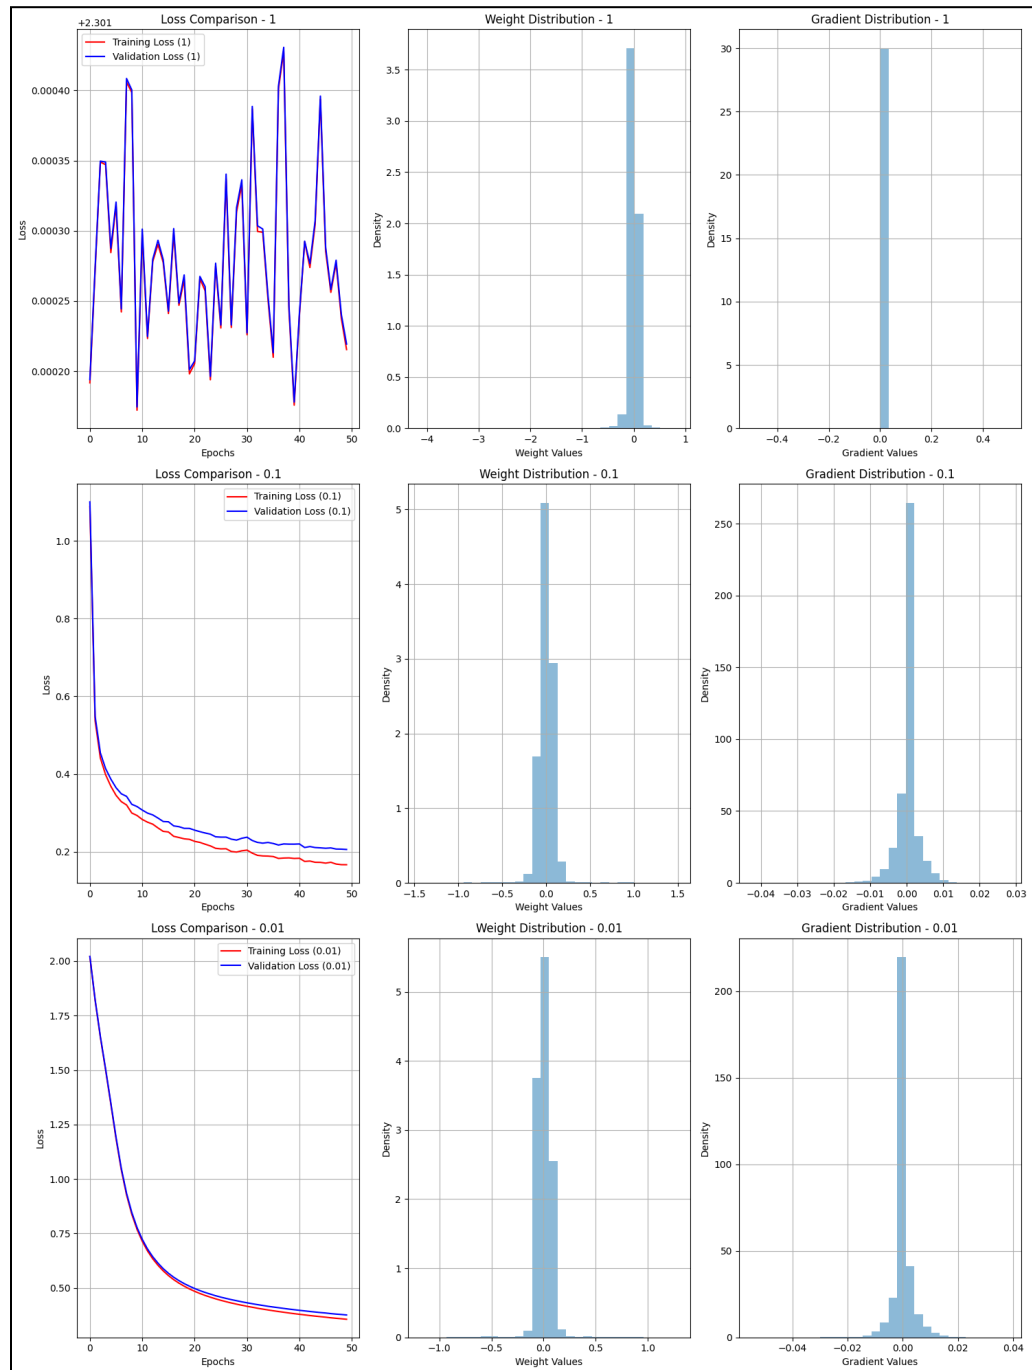 Loss Comparison - 1
+2.301
Training Loss (1)
Validation Loss (1)
0.00040
0.00035
0.00030
0.00025
0.00020
Loss
0 10 20 30 40 50
Epochs
Weight Distribution - 1
3.5
3.0
2.5
2.0
1.5
1.0
0.5
0.0
Density
−4 −3 −2 −1 0 1
Weight Values
Gradient Distribution - 1
30
25
20
15
10
5
0
Density
−0.4 −0.2 0.0 0.2 0.4
Gradient Values
Loss Comparison - 0.1
Training Loss (0.1)
Validation Loss (0.1)
1.0
0.8
0.6
0.4
0.2
Loss
0 10 20 30 40 50
Epochs
Weight Distribution - 0.1
5
4
3
2
1
0
Density
−1.5 −1.0 −0.5 0.0 0.5 1.0 1.5
Weight Values
Gradient Distribution - 0.1
250
200
150
100
50
0
Density
−0.04 −0.03 −0.02 −0.01 0.00 0.01 0.02 0.03
Gradient Values
Loss Comparison - 0.01
Training Loss (0.01)
Validation Loss (0.01)
2.00
1.75
1.50
1.25
1.00
0.75
0.50
Loss
0 10 20 30 40 50
Epochs
Weight Distribution - 0.01
5
4
3
2
1
0
Density
−1.0 −0.5 0.0 0.5 1.0
Weight Values
Gradient Distribution - 0.01
200
150
100
50
0
Density
−0.04 −0.02 0.00 0.02 0.04
Gradient Values